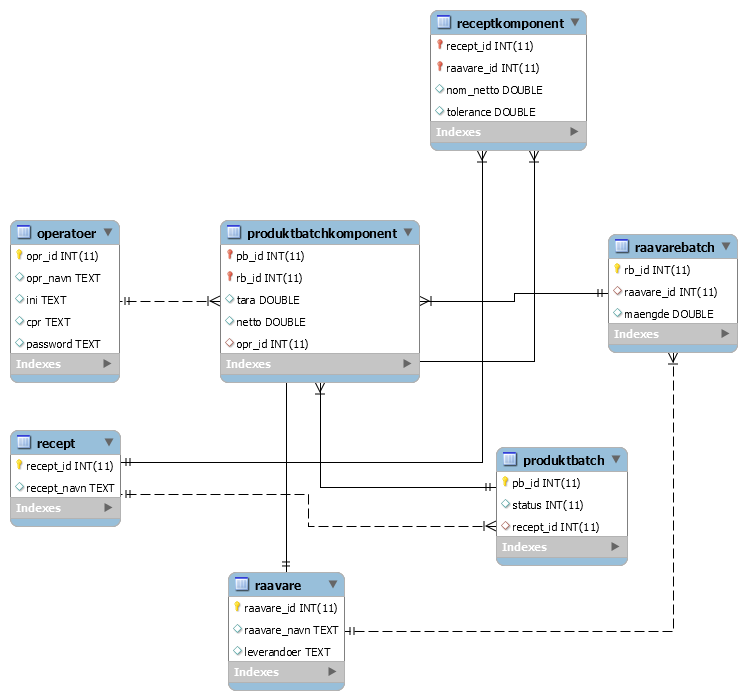 receptkomponent
recept_id INT(11)
raavare_id INT(11)
nom_netto DOUBLE
tolerance DOUBLE
Indexes
operatoer
opr_id INT(11)
opr_navn TEXT
ini TEXT
cpr TEXT
password TEXT
Indexes
produktbatchkomponent
pb_id INT(11)
rb_id INT(11)
tara DOUBLE
netto DOUBLE
opr_id INT(11)
Indexes
raavarebatch
rb_id INT(11)
raavare_id INT(11)
maengde DOUBLE
Indexes
recept
recept_id INT(11)
recept_navn TEXT
Indexes
produktbatch
pb_id INT(11)
status INT(11)
recept_id INT(11)
Indexes
raavare
raavare_id INT(11)
raavare_navn TEXT
leverandoer TEXT
Indexes